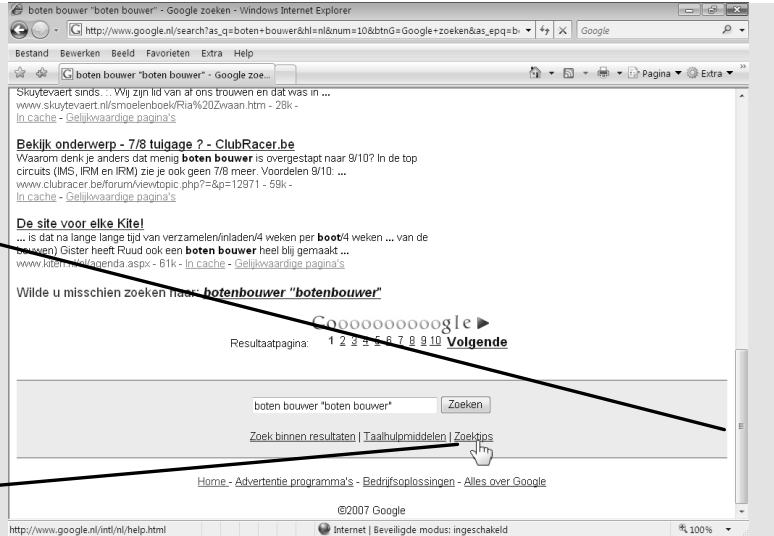 boten bouwer "boten bouwer" - Google zoeken - Windows Internet Explorer
http://www.google.nl/search?as_q=boten+bouwer&hl=nl&num=10&btnG=Google+zoeken&as_epq=b
Google
Bestand Bewerken Beeld Favorieten Extra Help
boten bouwer "boten bouwer" - Google zoe...
Pagina Extra
Skuytevaert sinds. :. Wij zijn lid van af ons trouwen en dat was in ...
www.skuytevaert.nl/smoelenboek/Ria%20Zwaan.htm - 28k -
In cache - Gelijkwaardige pagina's
Bekijk onderwerp - 7/8 tuigage ? - ClubRacer.be
Waarom denk je anders dat menig boten bouwer is overgestapt naar 9/10? In de top
circuits (IMS, IRM en IRM) zie je ook geen 7/8 meer. Voordelen 9/10: ...
www.clubracer.be/forum/viewtopic.php?=&p=12971 - 59k -
In cache - Gelijkwaardige pagina's
De site voor elke Kite!
... is dat na lange lange tijd van verzamelen/inladen/4 weken per boot/4 weken ... van de
bouwen) Gister heeft Ruud ook een boten bouwer heel blij gemaakt ...
www.kiten.nl/nl/agenda.aspx - 61k - In cache - Gelijkwaardige pagina's
Wilde u misschien zoeken naar: botenbouwer "botenbouwer"
Goooooooooogle
Resultaatpagina: 1 2 3 4 5 6 7 8 9 10 Volgende
boten bouwer "boten bouwer" Zoeken
Zoek binnen resultaten | Taalhulpmiddelen | Zoektips
Home - Advertentie programma's - Bedrijfsoplossingen - Alles over Google
©2007 Google
http://www.google.nl/intl/nl/help.html Internet | Beveiligde modus: ingeschakeld 100%